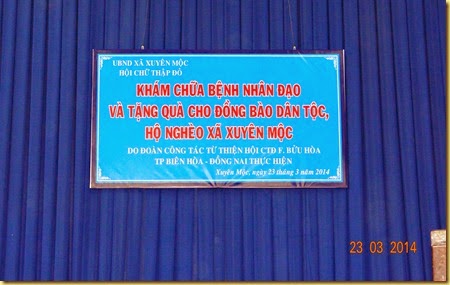 UBND XÃ XUYÊN MỘC
HỘI CHỮ THẬP ĐỎ
KHÁM CHỮA BỆNH NHÂN ĐẠO
VÀ TẶNG QUÀ CHO ĐỒNG BÀO DÂN TỘC,
HỘ NGHÈO XÃ XUYÊN MỘC
DO ĐOÀN CÔNG TÁC TỪ THIỆN HỘI CTĐ F. BỬU HÒA
TP BIÊN HÒA - ĐỒNG NAI THỰC HIỆN
Xuyên Mộc, ngày 23 tháng 3 năm 2014
23 03 2014